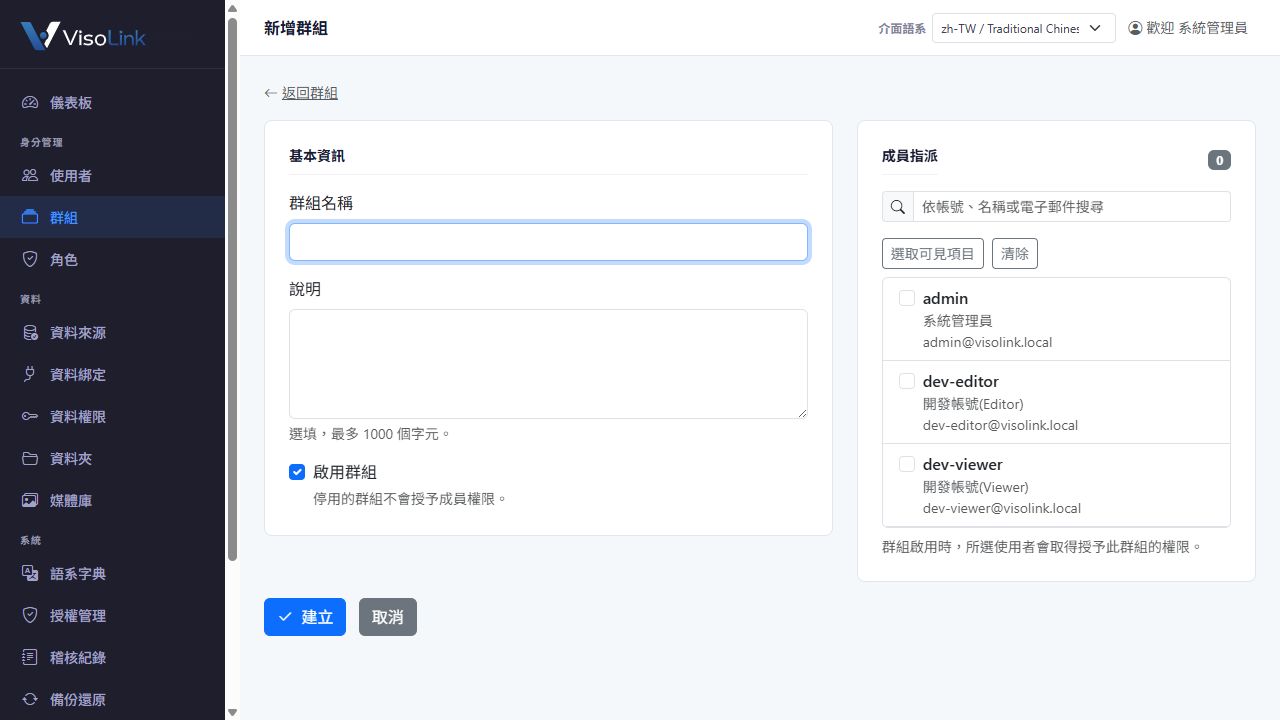 VisoLink
儀表板
身分管理
使用者
群組
角色
資料
資料來源
資料綁定
資料權限
資料夾
媒體庫
系統
語系字典
授權管理
稽核紀錄
備份還原
新增群組
介面語系
zh-TW / Traditional Chines
歡迎 系統管理員
返回群組
基本資訊
群組名稱
說明
選填，最多 1000 個字元。
啟用群組
停用的群組不會授予成員權限。
成員指派
0
依帳號、名稱或電子郵件搜尋
選取可見項目
清除
admin
系統管理員
admin@visolink.local
dev-editor
開發帳號(Editor)
dev-editor@visolink.local
dev-viewer
開發帳號(Viewer)
dev-viewer@visolink.local
群組啟用時，所選使用者會取得授予此群組的權限。
建立
取消